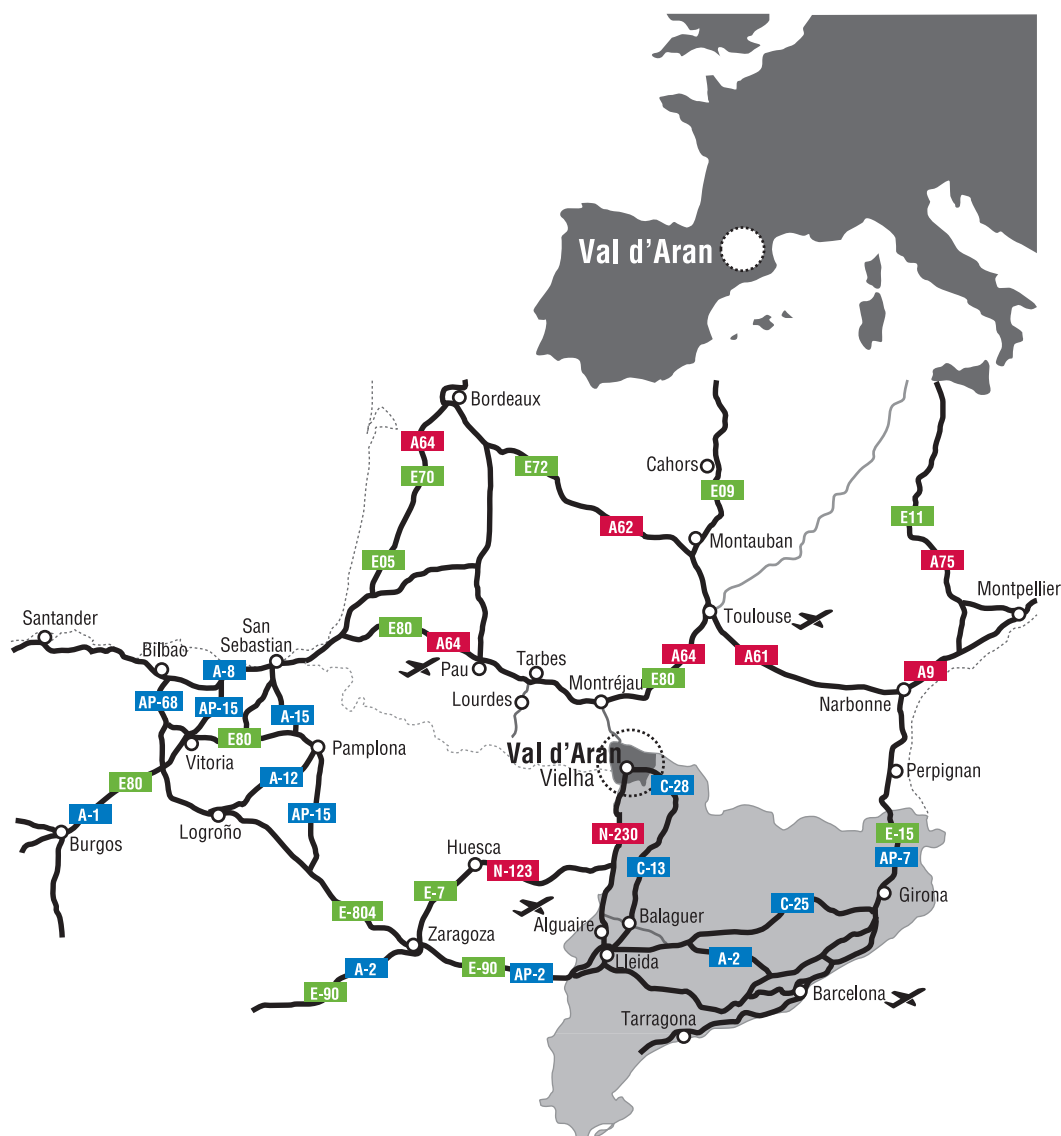 Val d’Aran
Bordeaux
A64
E70
E72
Cahors
E09
A62
Montauban
E11
A75
E05
Montpellier
Santander
San
Sebastian
Bilbao
E80
A64
Toulouse
A-8
Pau
Tarbes
Lourdes
Montréjau
A64
E80
A61
A9
Narbonne
AP-68
AP-15
A-15
E80
Vitoria
Pamplona
Val d’Aran
Vielha
Perpignan
E80
A-12
C-28
A-1
Burgos
Logroño
AP-15
N-230
E-15
AP-7
Huesca
N-123
C-13
E-7
Girona
E-804
C-25
Zaragoza
Alguaire
Balaguer
A-2
E-90
AP-2
Lleida
A-2
E-90
Barcelona
Tarragona